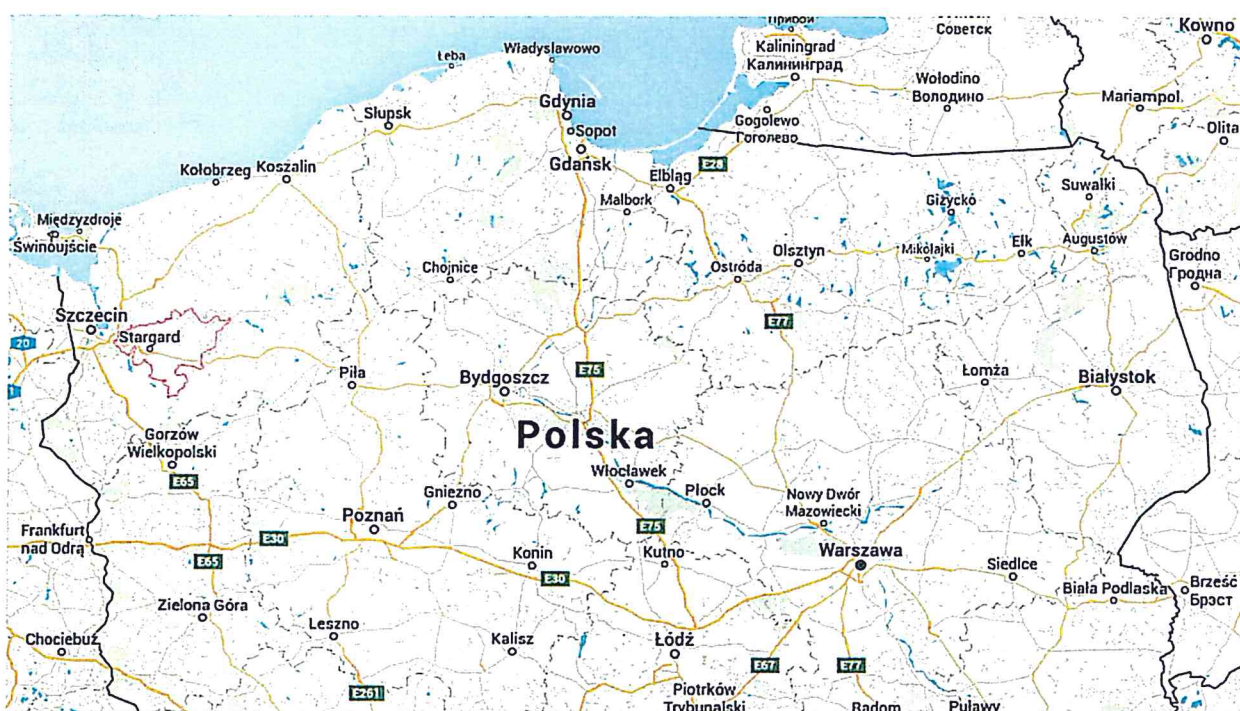 Прибой
Советск
Kowno
Władysławowo
Łeba
Kaliningrad
Калининград
Wołodino
Володино
Mariampol
Gdynia
Słupsk
Sopot
Gogolewo
Гоголево
Olita
Gdańsk
E28
Kołobrzeg
Koszalin
Elbląg
Suwałki
Malbork
Giżycko
Międzyzdroje
Świnoujście
Olsztyn
Mikołajki
Ełk
Augustów
Chojnice
Ostróda
Grodno
Гродна
Szczecin
E77
Stargard
20
Piła
Bydgoszcz
E75
Łomża
Białystok
Polska
Gorzów
Wielkopolski
Włocławek
E65
Gniezno
Płock
Nowy Dwór
Mazowiecki
Poznań
Frankfurt
nad Odrą
E30
E75
Konin
Kutno
Warszawa
E65
E30
Siedlce
Zielona Góra
Biała Podlaska
Brześć
Брэст
Leszno
Chociebuż
Kalisz
Łódź
E67
E77
E261
Piotrków
Trybunalski
Radom
Puławy